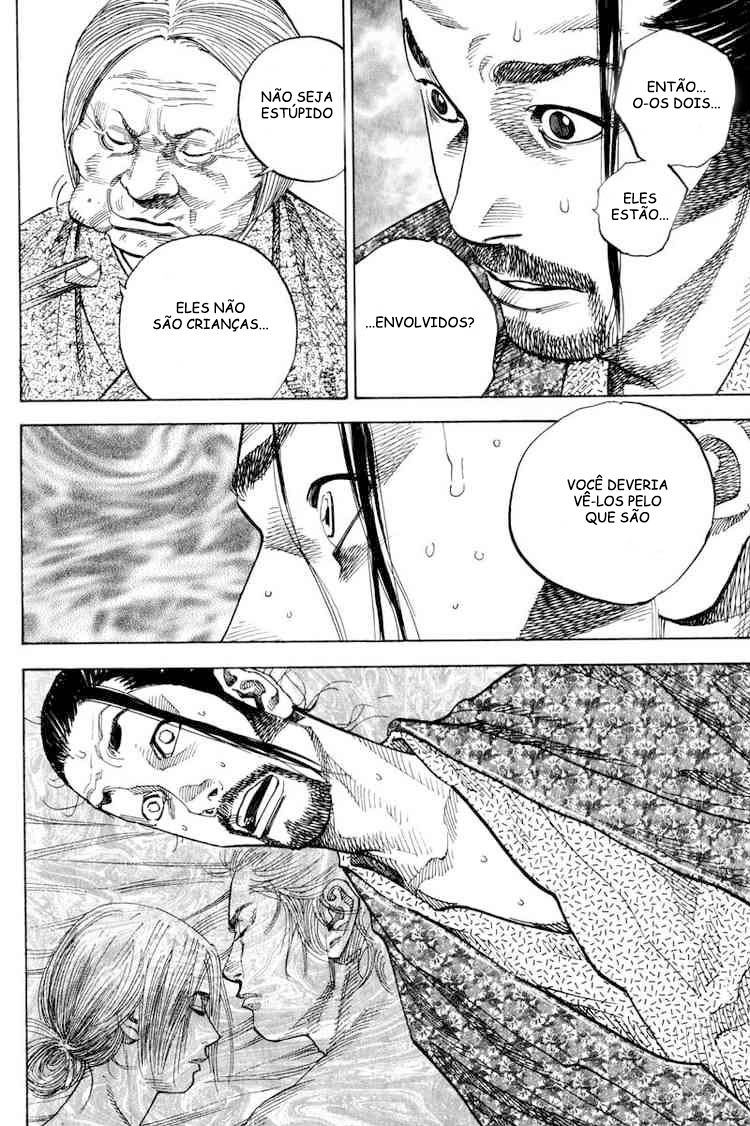 ENTÃO...
O-OS DOIS...
ELES
ESTÃO...
...ENVOLVIDOS?
NÃO SEJA
ESTÚPIDO
ELES NÃO
SÃO CRIANÇAS...
VOCÊ DEVERIA
VÊ-LOS PELO
QUE SÃO